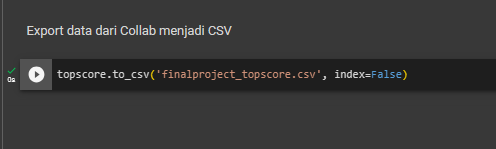 Export data dari Collab menjadi CSV
topscore.to_csv('finalproject_topscore.csv', index=False)
0s